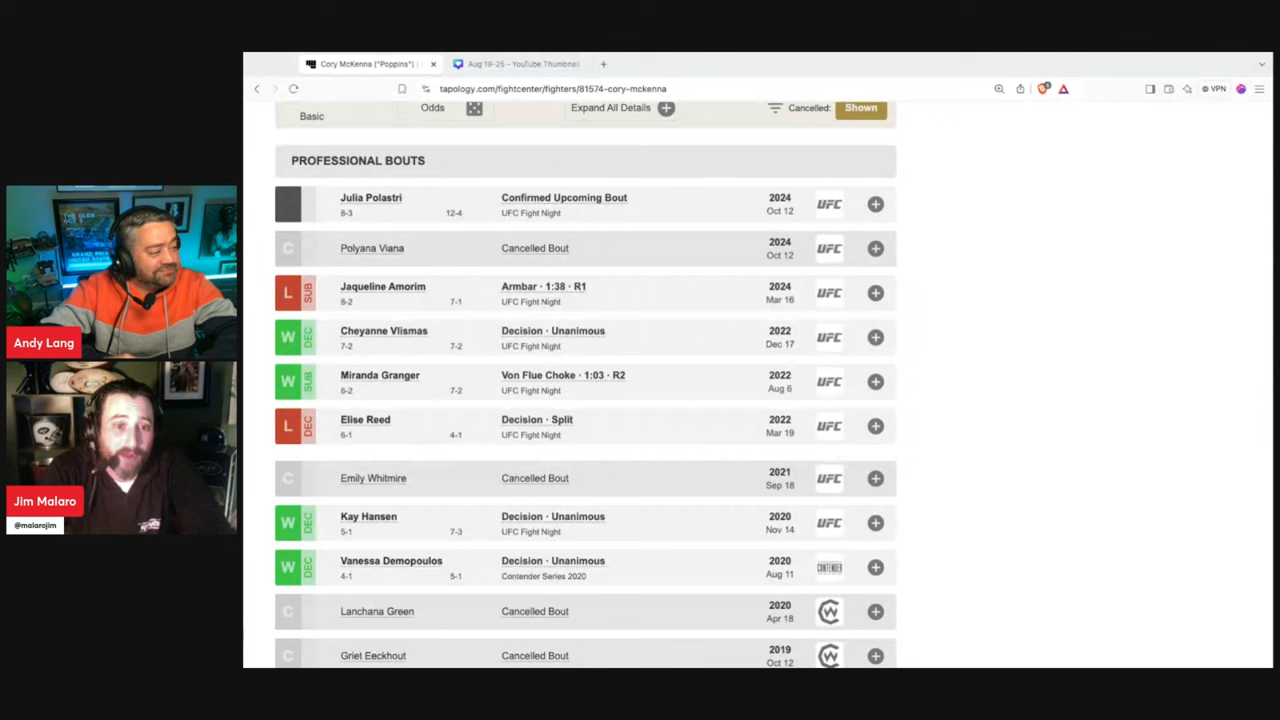 Cory McKenna ("Poppins") |
Aug 19-25 - YouTube Thumbnail
tapology.com/fightcenter/fighters/81574-cory-mckenna
VPN
Basic
Odds
Expand All Details
Cancelled:
Shown
PROFESSIONAL BOUTS
Julia Polastri
Confirmed Upcoming Bout
2024
UFC
8-3
12-4
UFC Fight Night
Oct 12
C
Polyana Viana
Cancelled Bout
2024
Oct 12
UFC
L
SUB
Jaqueline Amorim
Armbar · 1:38 · R1
2024
UFC
8-2
7-1
UFC Fight Night
Mar 16
W
DEC
Cheyanne Vlismas
Decision · Unanimous
2022
UFC
7-2
7-2
UFC Fight Night
Dec 17
W
SUB
Miranda Granger
Von Flue Choke · 1:03 · R2
2022
UFC
6-2
7-2
UFC Fight Night
Aug 6
L
DEC
Elise Reed
Decision · Split
2022
UFC
6-1
4-1
UFC Fight Night
Mar 19
C
Emily Whitmire
Cancelled Bout
2021
Sep 18
UFC
W
DEC
Kay Hansen
Decision · Unanimous
2020
UFC
5-1
7-3
UFC Fight Night
Nov 14
W
DEC
Vanessa Demopoulos
Decision · Unanimous
2020
CONTENDER
4-1
5-1
Contender Series 2020
Aug 11
C
Lanchana Green
Cancelled Bout
2020
Apr 18
CW
C
Griet Eeckhout
Cancelled Bout
2019
Oct 12
CW
THE GLEN
GRAND PRIX
UNITED STATES
Andy Lang
Jim Malaro
@malarojim